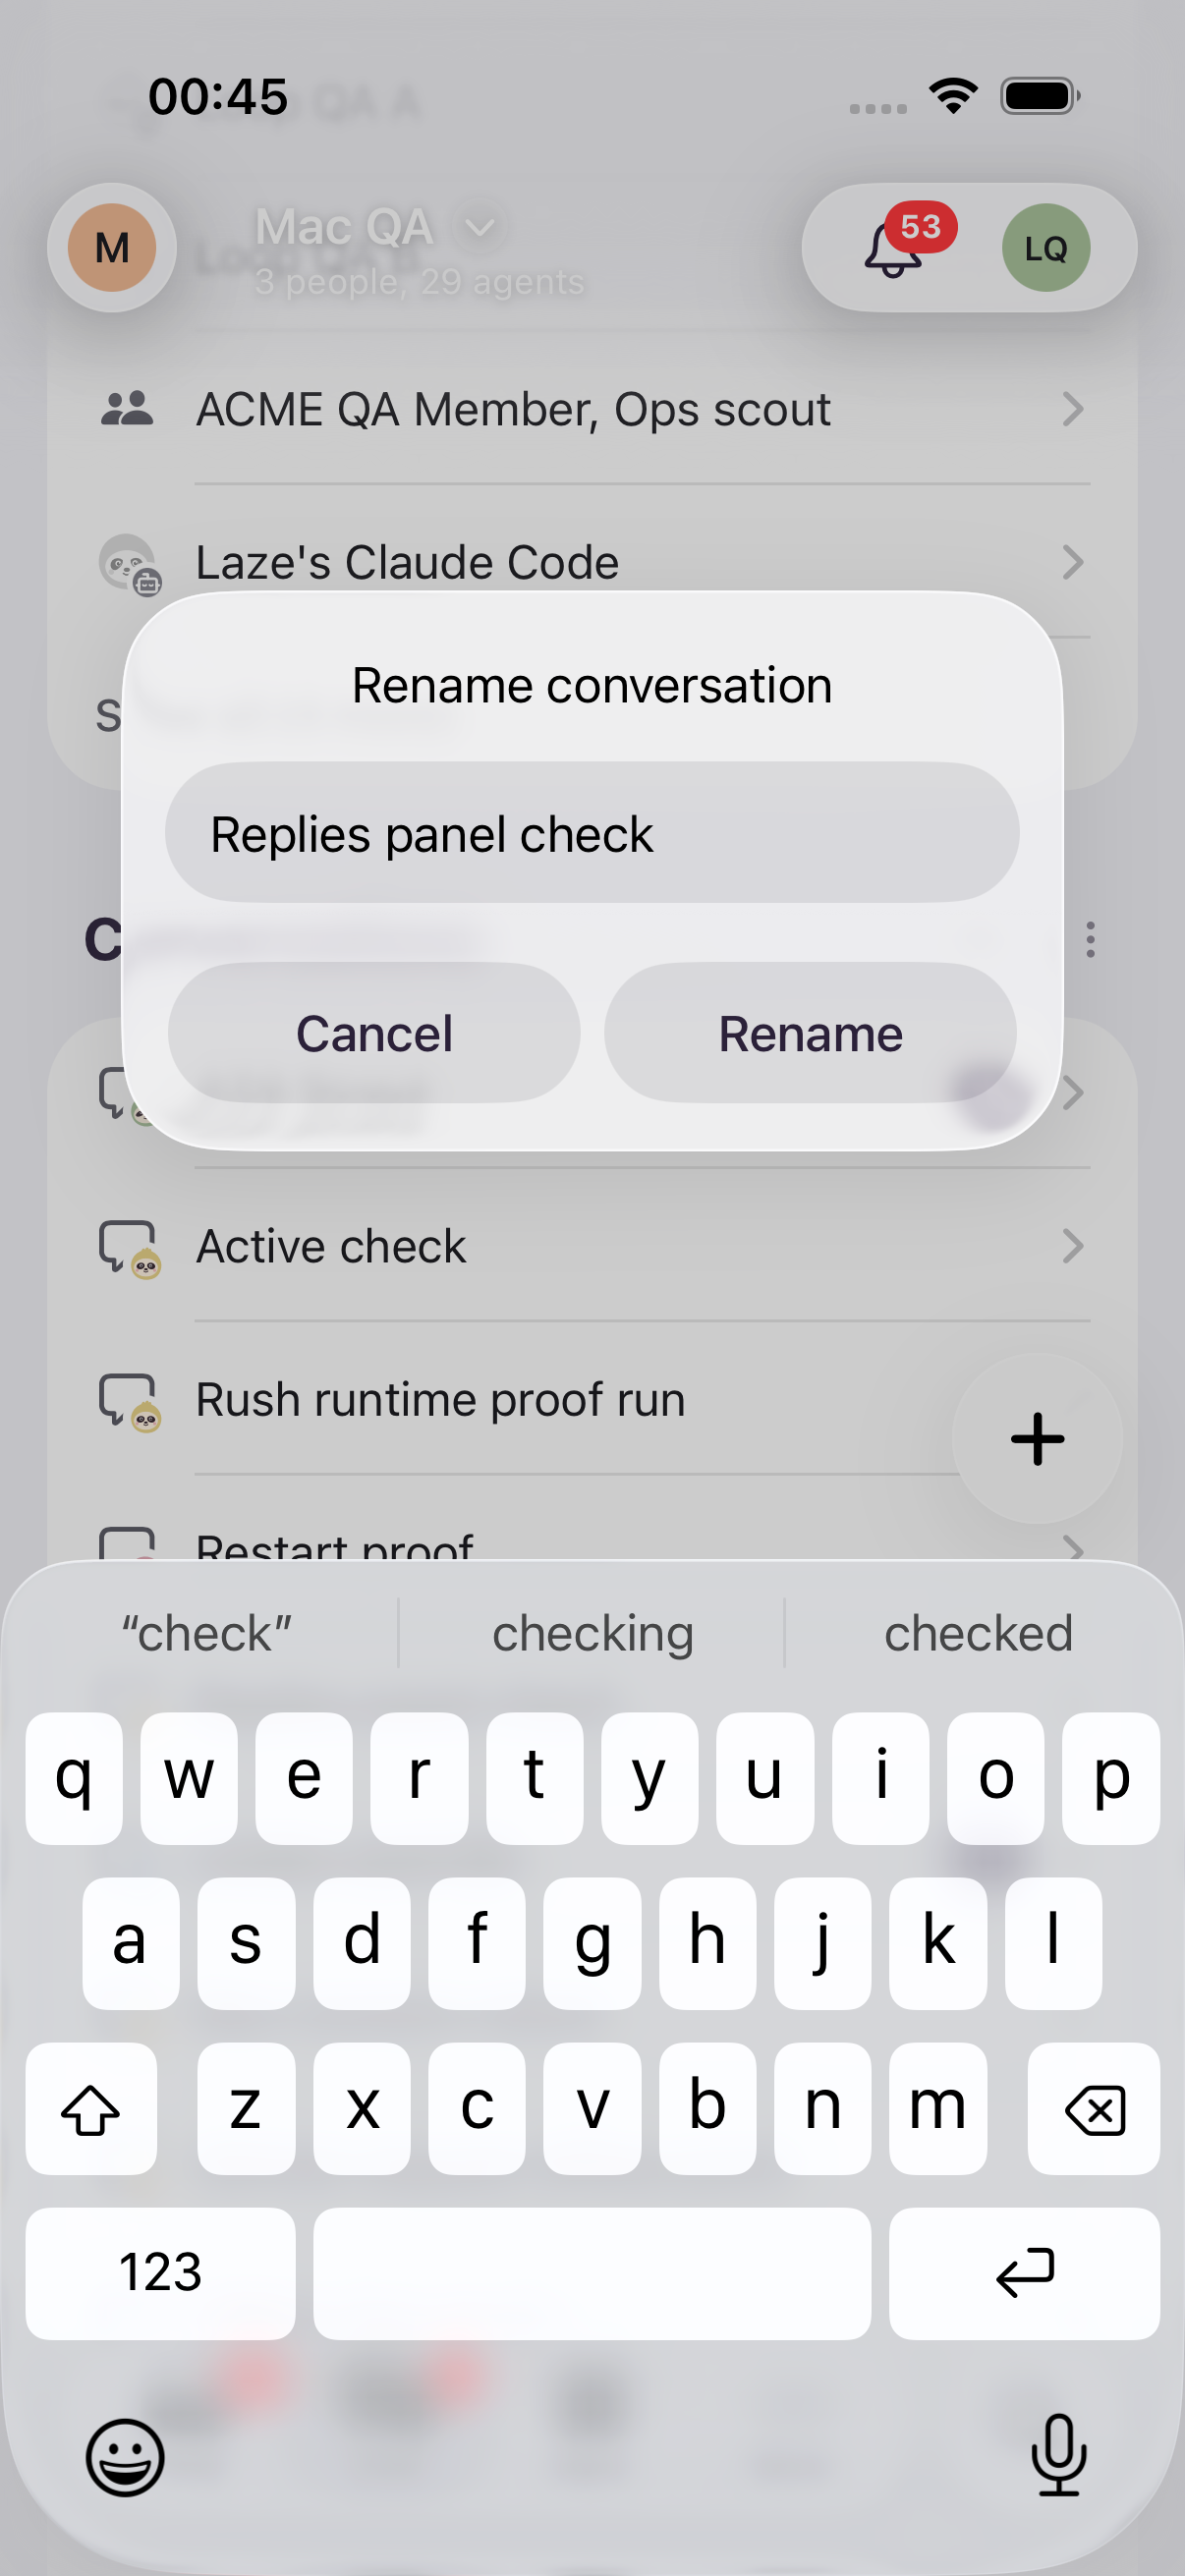 00:45
M
Mac QA
3 people, 29 agents
53
LQ
ACME QA Member, Ops scout
Laze's Claude Code
Rename conversation
Replies panel check
Cancel
Rename
Active check
Rush runtime proof run
Restart proof
“check”
checking
checked
q w e r t y u i o p
a s d f g h j k l
z x c v b n m
123